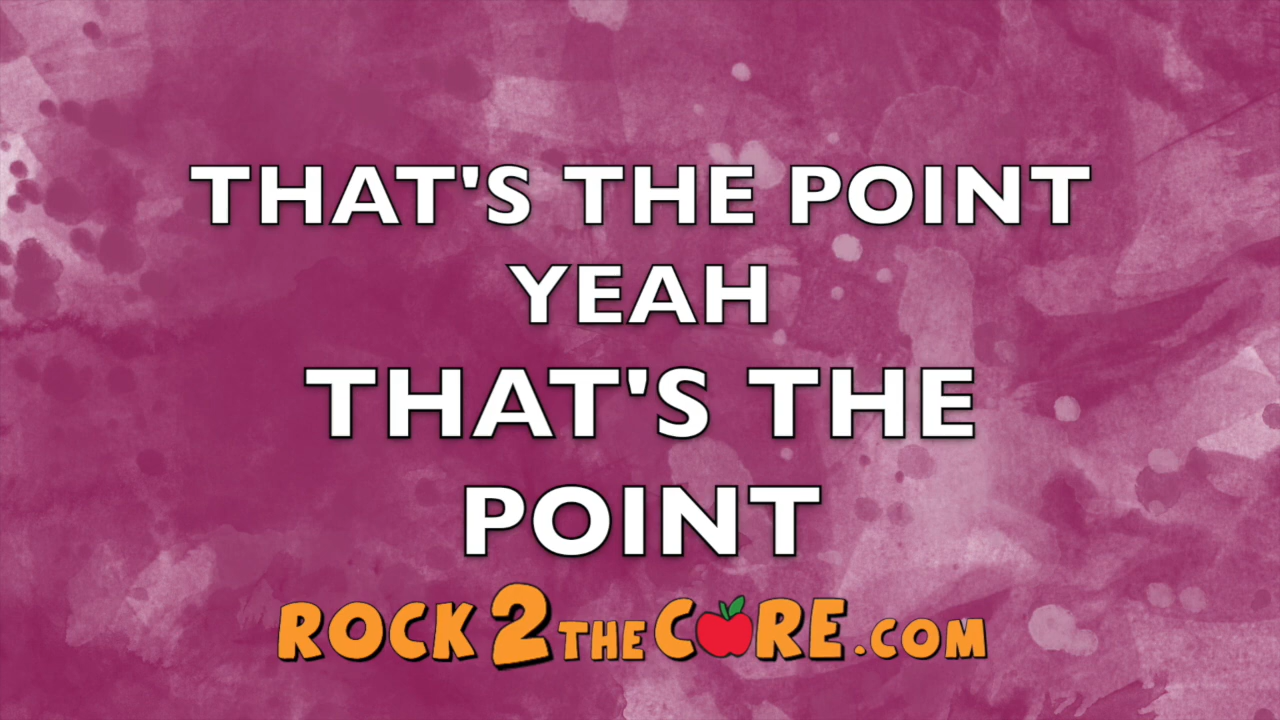 THAT'S THE POINT
YEAH
THAT'S THE
POINT
ROCK 2 THE CORE.COM